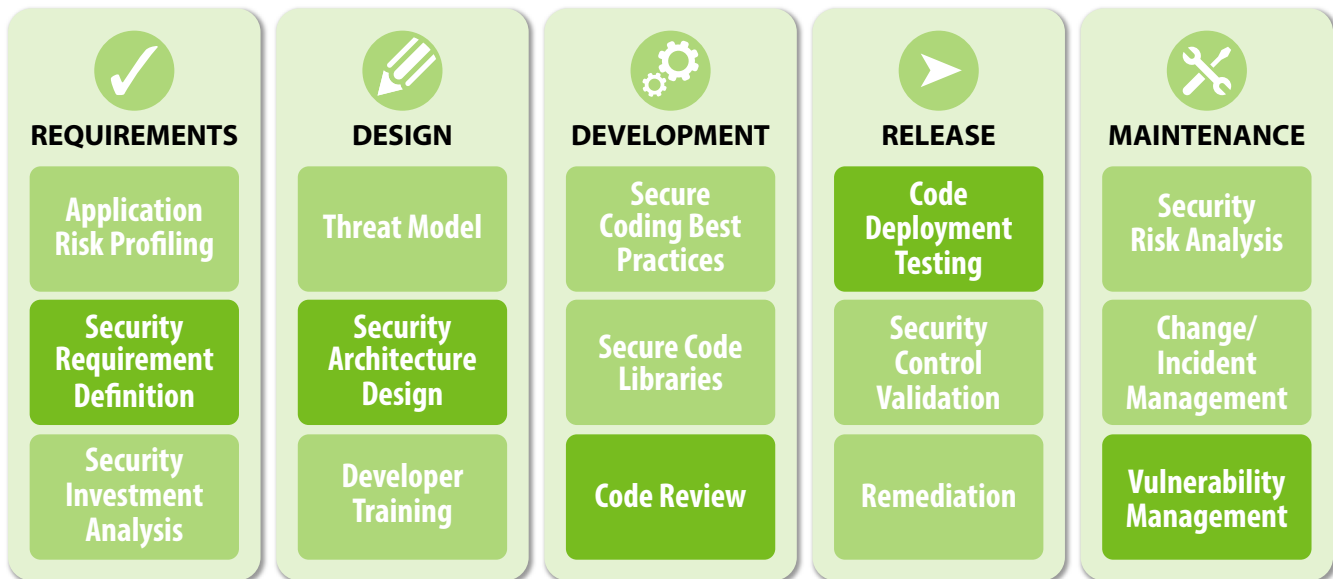 REQUIREMENTS
Application
Risk Profiling
Security
Requirement
Definition
Security
Investment
Analysis
DESIGN
Threat Model
Security
Architecture
Design
Developer
Training
DEVELOPMENT
Secure
Coding Best
Practices
Secure Code
Libraries
Code Review
RELEASE
Code
Deployment
Testing
Security
Control
Validation
Remediation
MAINTENANCE
Security
Risk Analysis
Change/
Incident
Management
Vulnerability
Management